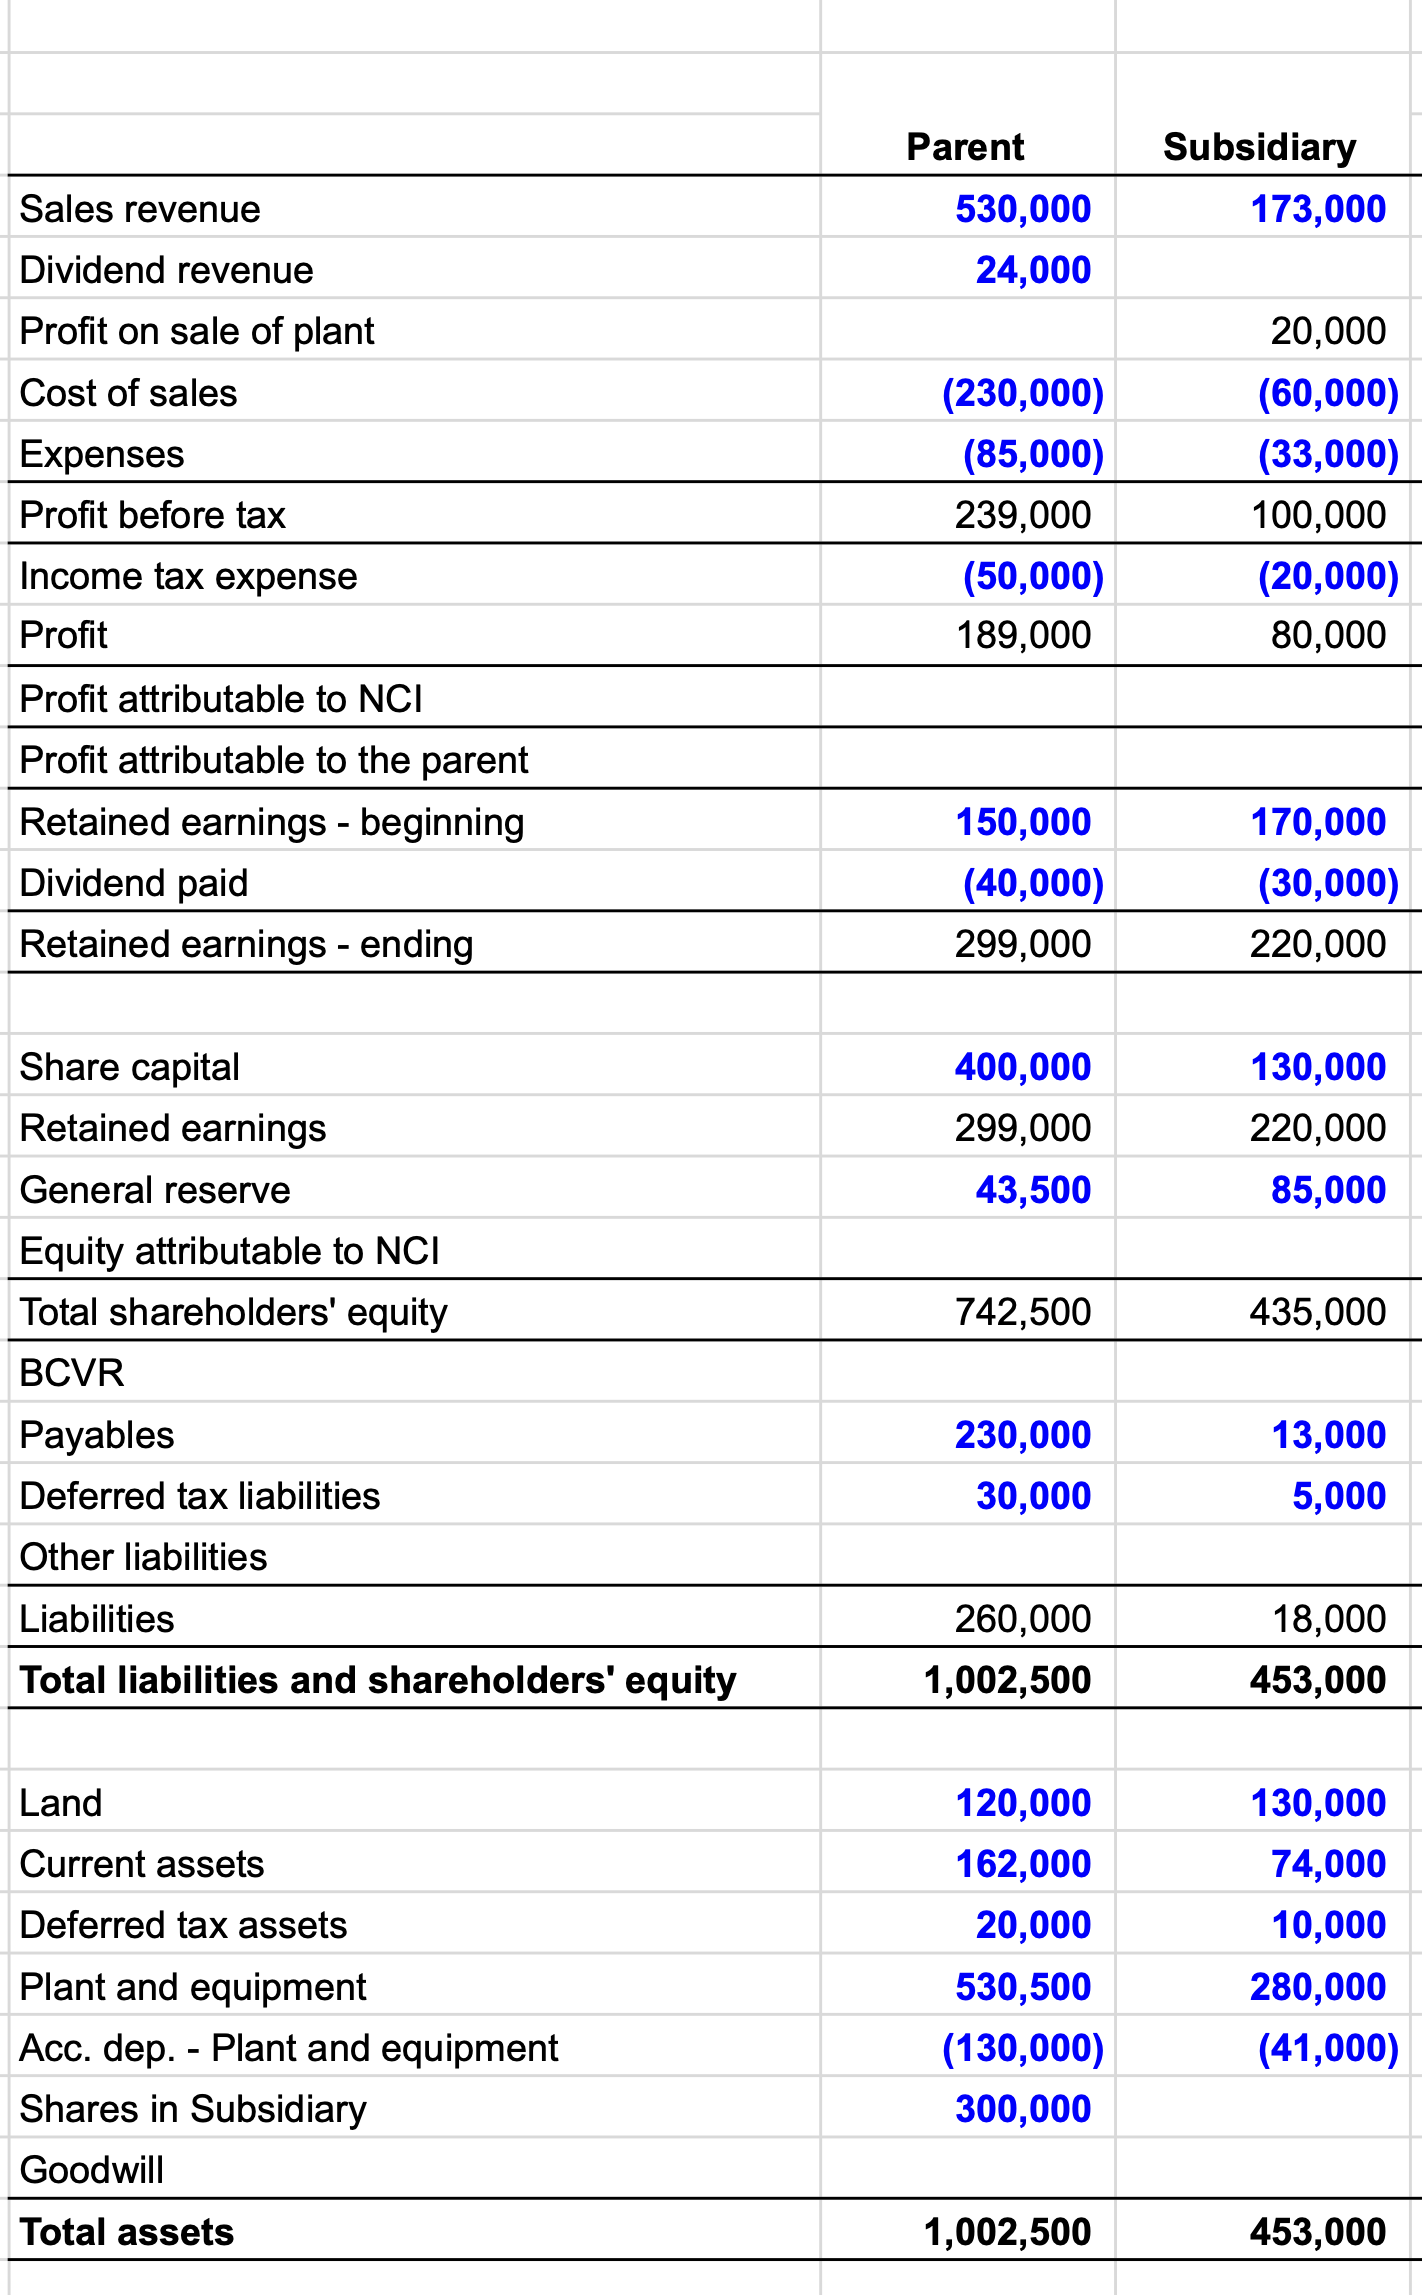 Parent Subsidiary
Sales revenue 530,000 173,000
Dividend revenue 24,000
Profit on sale of plant 20,000
Cost of sales (230,000) (60,000)
Expenses (85,000) (33,000)
Profit before tax 239,000 100,000
Income tax expense (50,000) (20,000)
Profit 189,000 80,000
Profit attributable to NCI
Profit attributable to the parent
Retained earnings - beginning 150,000 170,000
Dividend paid (40,000) (30,000)
Retained earnings - ending 299,000 220,000
Share capital 400,000 130,000
Retained earnings 299,000 220,000
General reserve 43,500 85,000
Equity attributable to NCI
Total shareholders' equity 742,500 435,000
BCVR
Payables 230,000 13,000
Deferred tax liabilities 30,000 5,000
Other liabilities
Liabilities 260,000 18,000
Total liabilities and shareholders' equity 1,002,500 453,000
Land 120,000 130,000
Current assets 162,000 74,000
Deferred tax assets 20,000 10,000
Plant and equipment 530,500 280,000
Acc. dep. - Plant and equipment (130,000) (41,000)
Shares in Subsidiary 300,000
Goodwill
Total assets 1,002,500 453,000